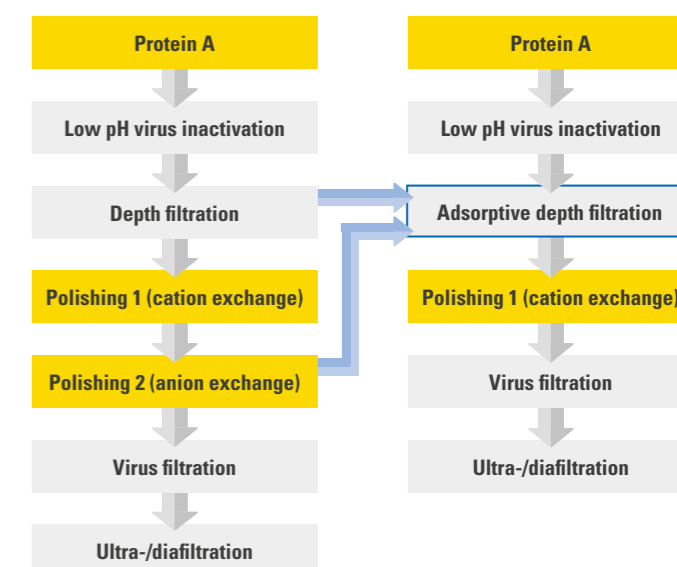 Protein A
Low pH virus inactivation
Depth filtration
Polishing 1 (cation exchange)
Polishing 2 (anion exchange)
Virus filtration
Ultra-/diafiltration
Protein A
Low pH virus inactivation
Adsorptive depth filtration
Polishing 1 (cation exchange)
Virus filtration
Ultra-/diafiltration